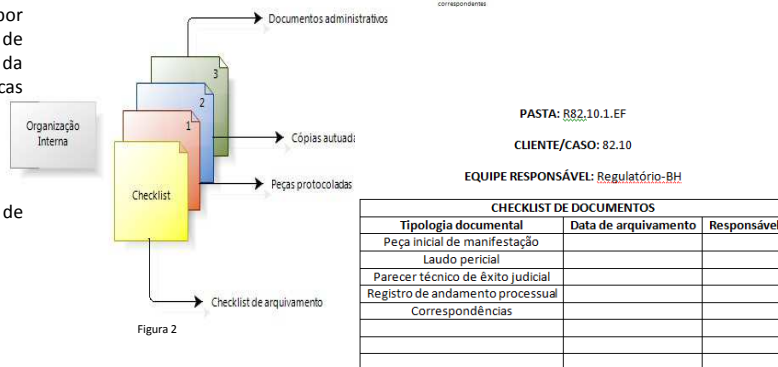 por
de
da
cas
de
Organização
Interna
Checklist
1
2
3
Documentos administrativos
Cópias autuad
Peças protocoladas
Checklist de arquivamento
Figura 2
correspondentes
PASTA: R82.10.1.EF
CLIENTE/CASO: 82.10
EQUIPE RESPONSÁVEL: Regulatório-BH
CHECKLIST DE DOCUMENTOS
Tipologia documental Data de arquivamento Responsável
Peça inicial de manifestação
Laudo pericial
Parecer técnico de êxito judicial
Registro de andamento processual
Correspondências